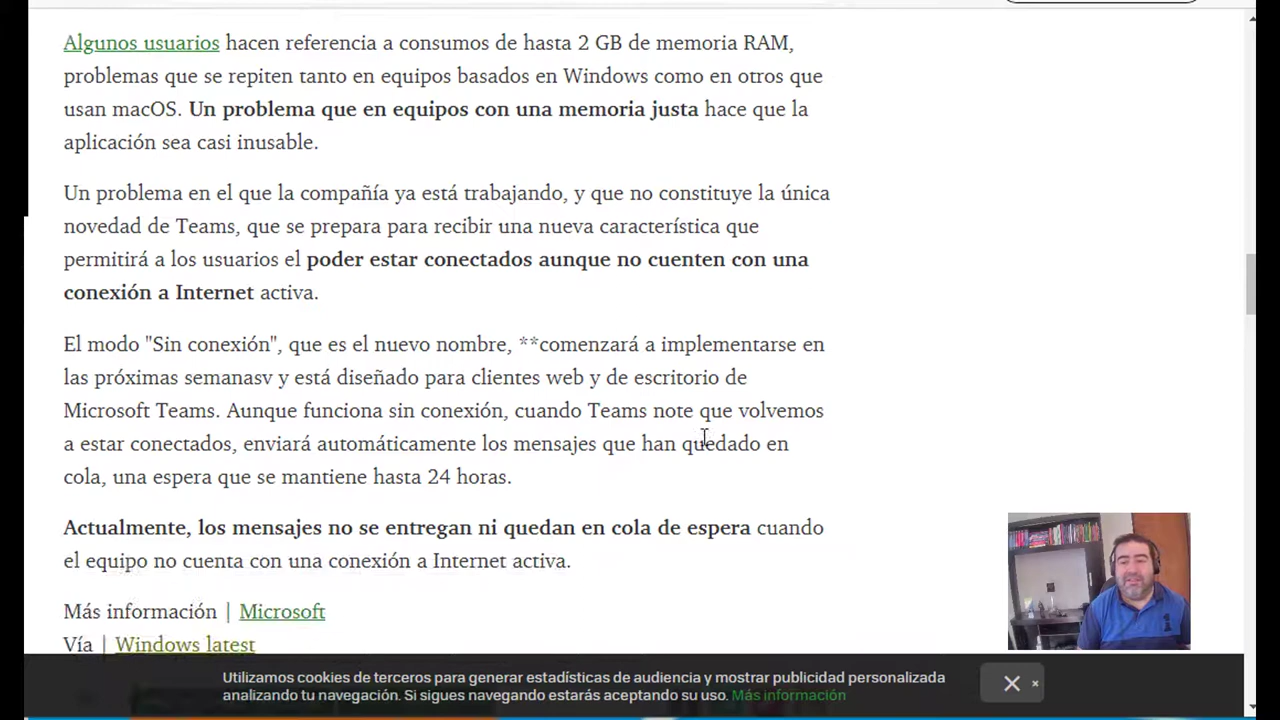 Algunos usuarios hacen referencia a consumos de hasta 2 GB de memoria RAM,
problemas que se repiten tanto en equipos basados en Windows como en otros que
usan macOS. Un problema que en equipos con una memoria justa hace que la
aplicación sea casi inusable.
Un problema en el que la compañía ya está trabajando, y que no constituye la única
novedad de Teams, que se prepara para recibir una nueva característica que
permitirá a los usuarios el poder estar conectados aunque no cuenten con una
conexión a Internet activa.
El modo "Sin conexión", que es el nuevo nombre, **comenzará a implementarse en
las próximas semanasv y está diseñado para clientes web y de escritorio de
Microsoft Teams. Aunque funciona sin conexión, cuando Teams note que volvemos
a estar conectados, enviará automáticamente los mensajes que han quedado en
cola, una espera que se mantiene hasta 24 horas.
Actualmente, los mensajes no se entregan ni quedan en cola de espera cuando
el equipo no cuenta con una conexión a Internet activa.
Más información | Microsoft
Vía | Windows latest
Utilizamos cookies de terceros para generar estadísticas de audiencia y mostrar publicidad personalizada
analizando tu navegación. Si sigues navegando estarás aceptando su uso. Más información